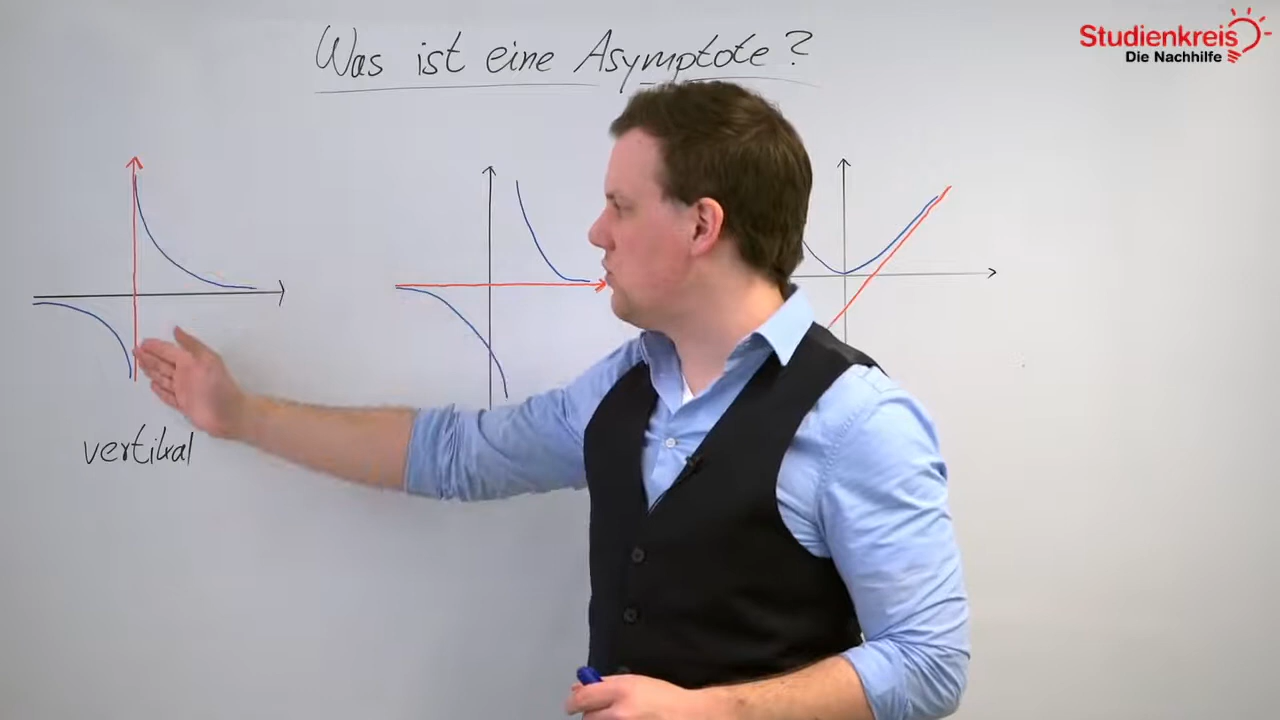 Was ist eine Asymptote?
Studienkreis
Die Nachhilfe
vertikal